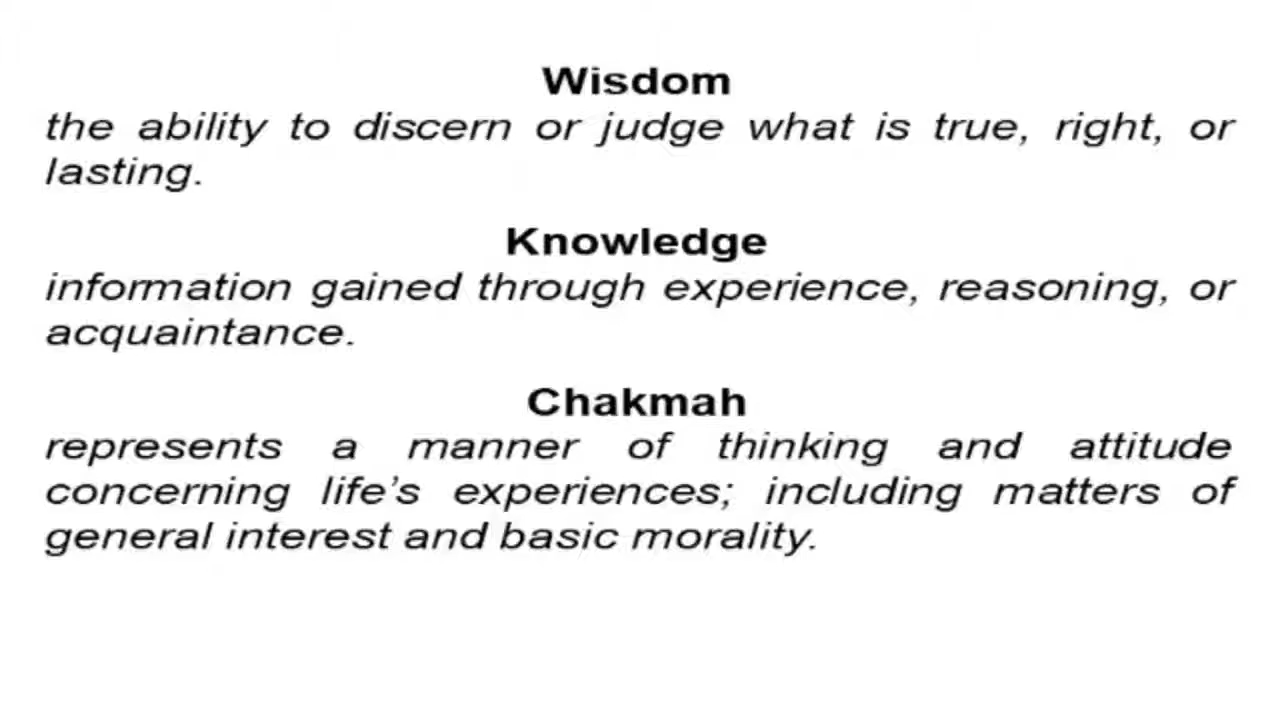 Wisdom
the ability to discern or judge what is true, right, or
lasting.
Knowledge
information gained through experience, reasoning, or
acquaintance.
Chakmah
represents a manner of thinking and attitude
concerning life's experiences; including matters of
general interest and basic morality.